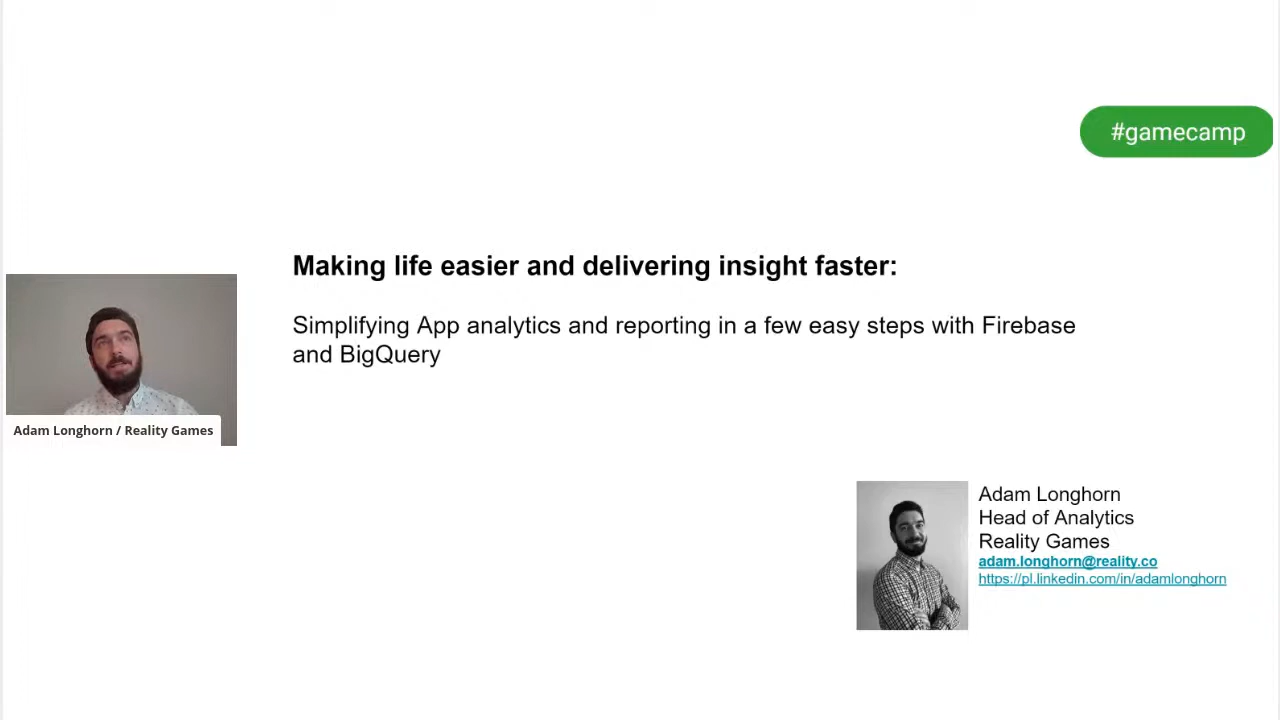 #gamecamp
Making life easier and delivering insight faster:
Simplifying App analytics and reporting in a few easy steps with Firebase
and BigQuery
Adam Longhorn / Reality Games
Adam Longhorn
Head of Analytics
Reality Games
adam.longhorn@reality.co
https://pl.linkedin.com/in/adamlonghorn